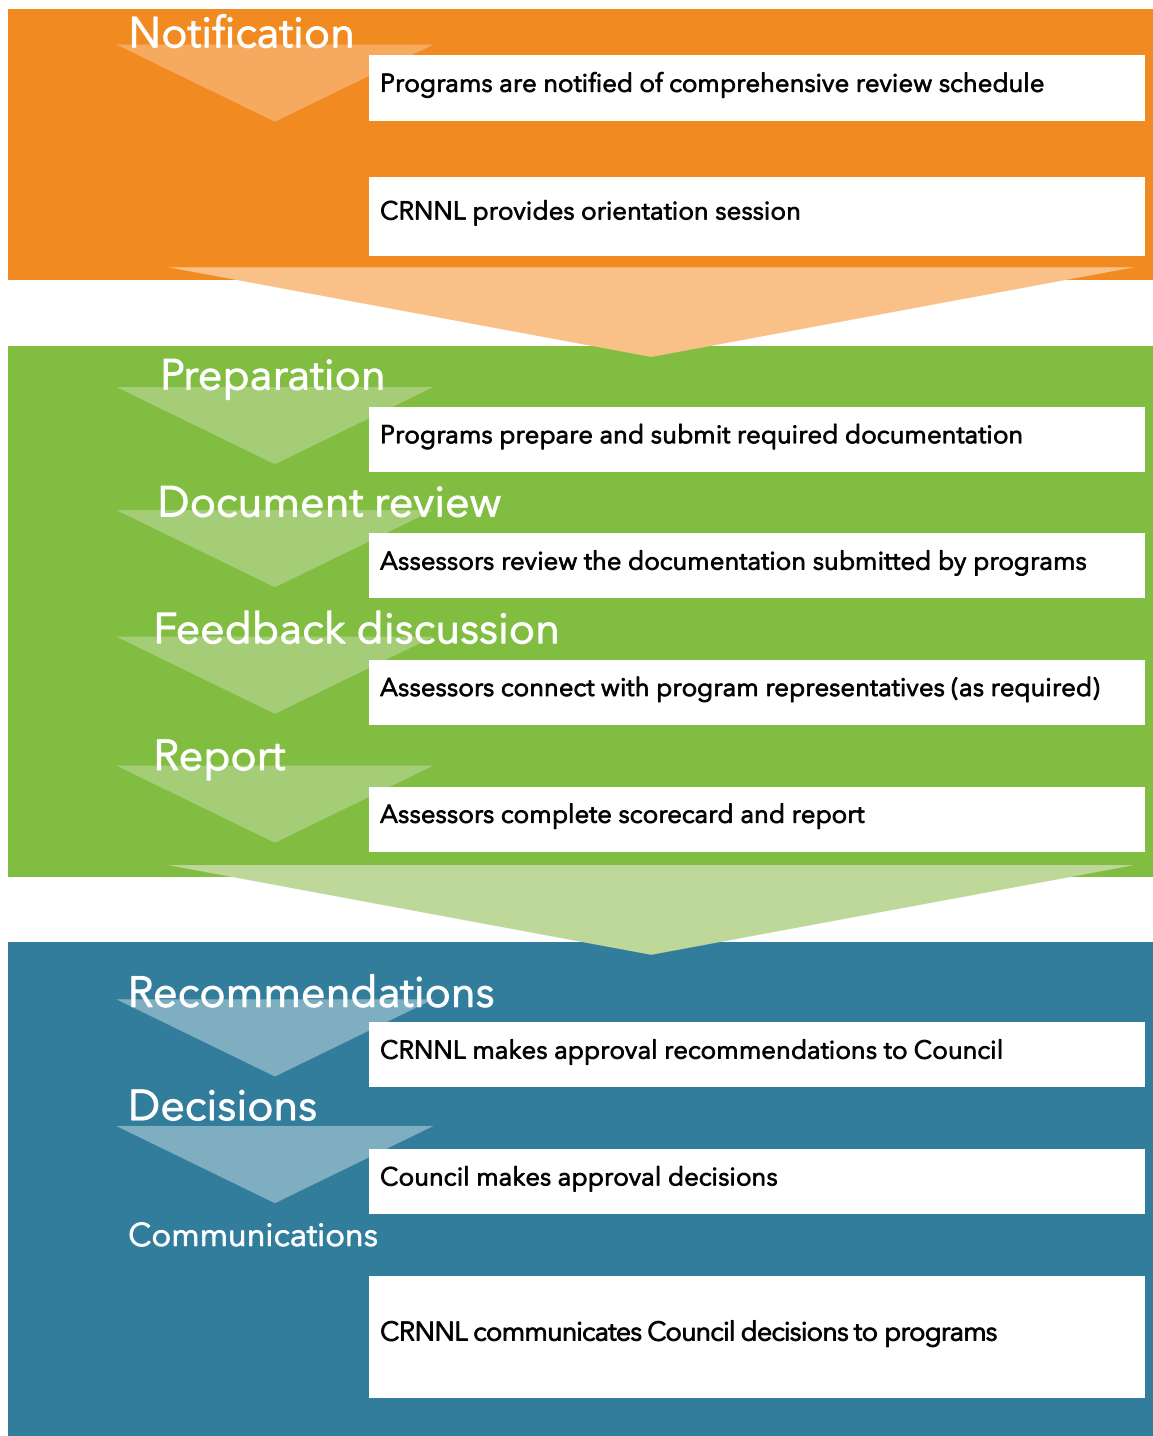 Notification
Programs are notified of comprehensive review schedule
CRNNL provides orientation session
Preparation
Programs prepare and submit required documentation
Document review
Assessors review the documentation submitted by programs
Feedback discussion
Assessors connect with program representatives (as required)
Report
Assessors complete scorecard and report
Recommendations
CRNNL makes approval recommendations to Council
Decisions
Council makes approval decisions
Communications
CRNNL communicates Council decisions to programs